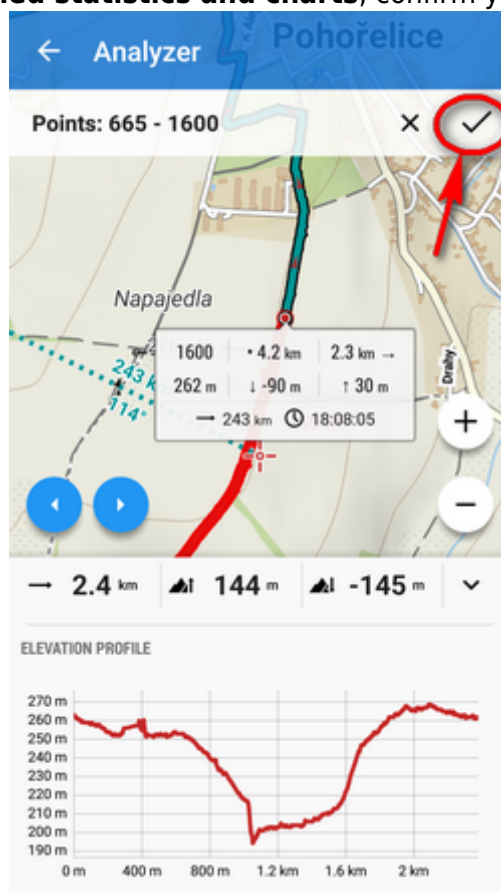 ed statistics and charts, confirm y
← Analyzer
Pohořelice
Points: 665 - 1600
Napajedla
1600 • 4.2 km 2.3 km →
262 m ↓ -90 m ↑ 30 m
→ 243 km 18:08:05
243 k
114°
Drahy
+
−
→ 2.4 km 144 m -145 m
ELEVATION PROFILE
270 m
260 m
250 m
240 m
230 m
220 m
210 m
200 m
190 m
0 m 400 m 800 m 1.2 km 1.6 km 2 km